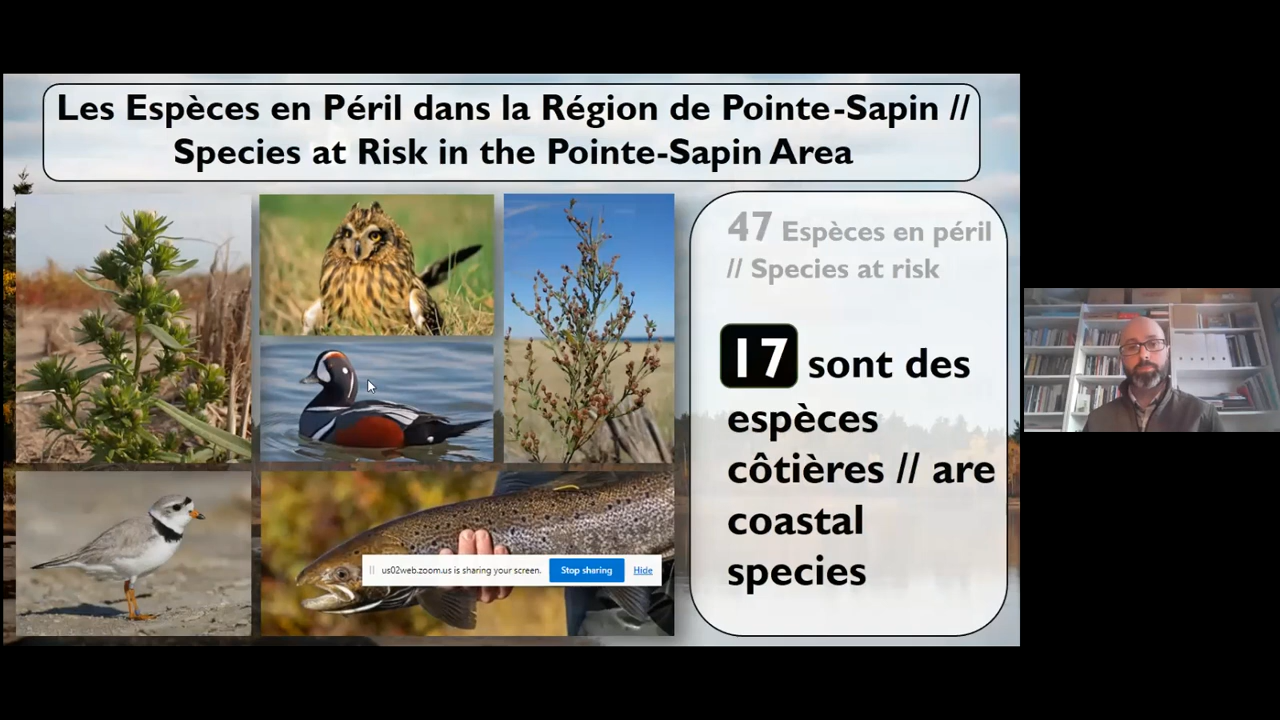 Les Espèces en Péril dans la Région de Pointe-Sapin //
Species at Risk in the Pointe-Sapin Area
47 Espèces en péril
// Species at risk
17 sont des
espèces
côtières // are
coastal
species
us02web.zoom.us is sharing your screen. Stop sharing Hide